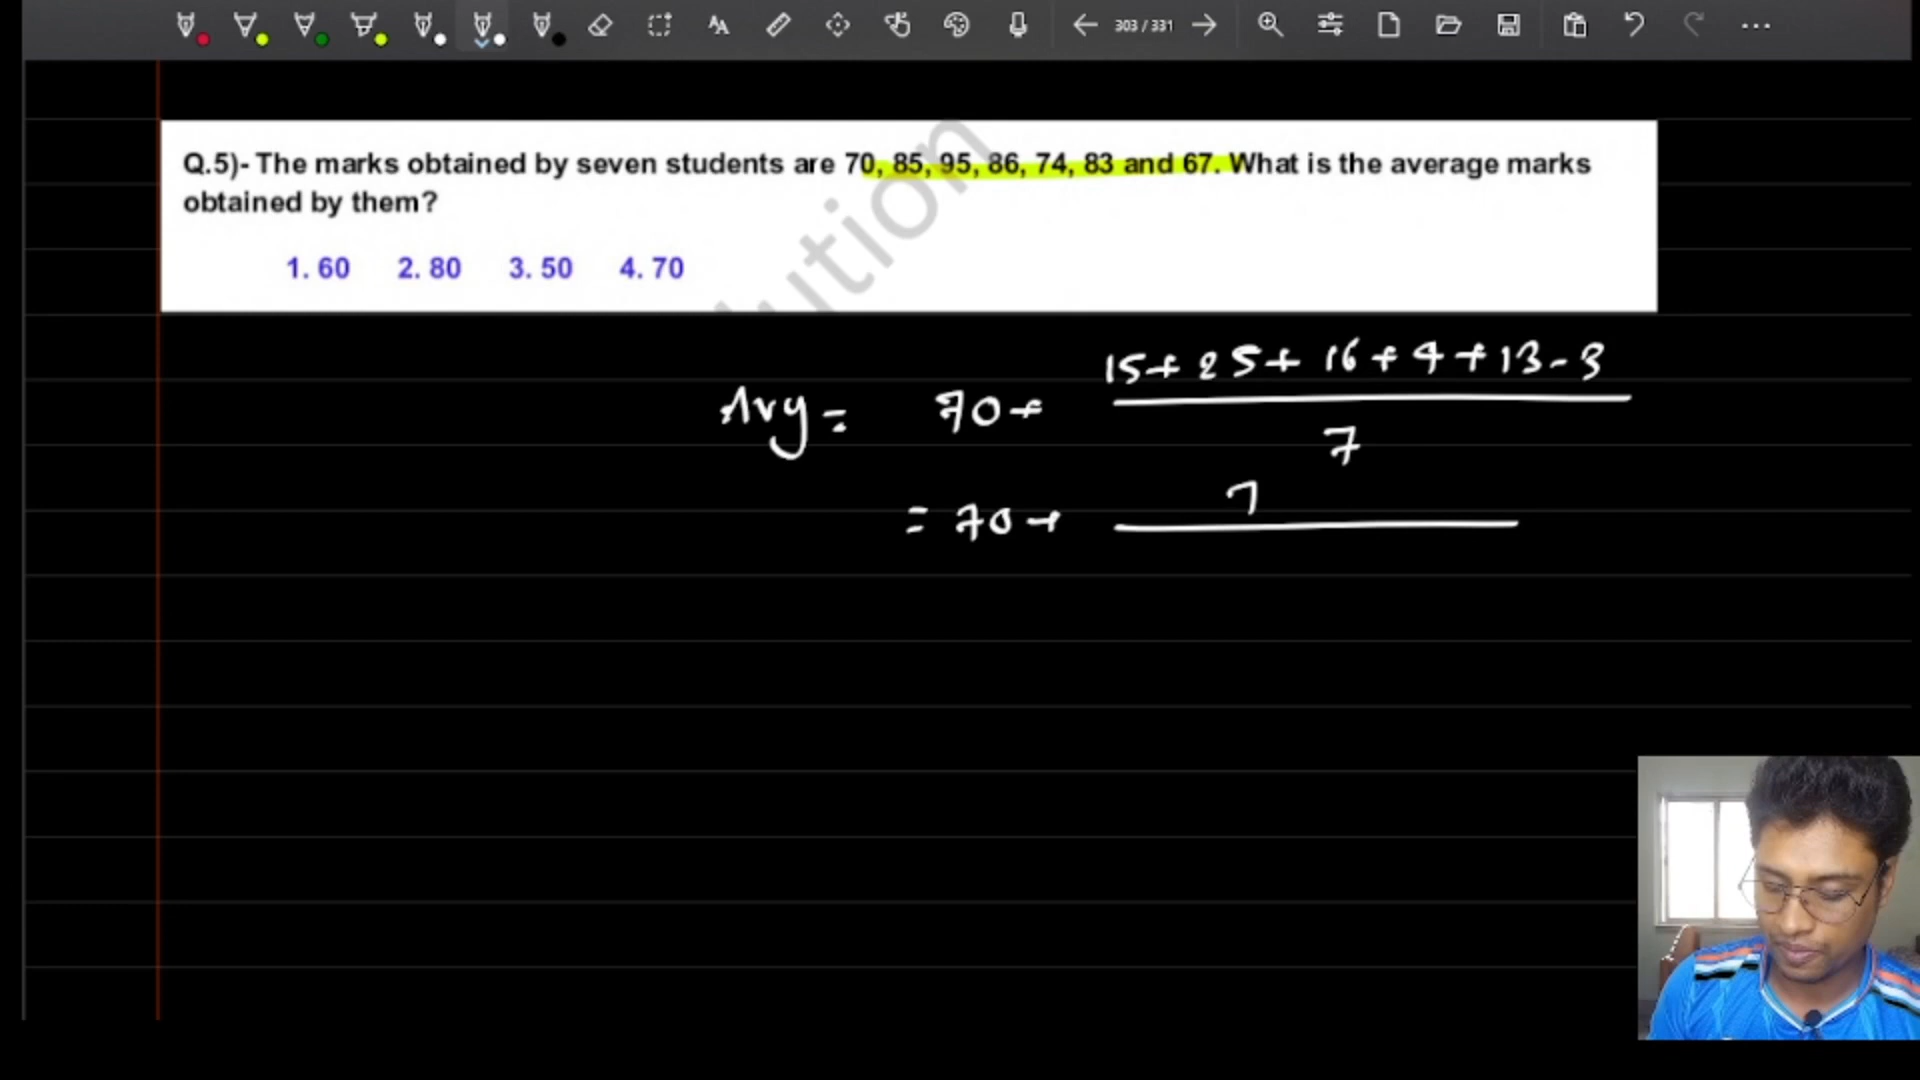 303 / 331
Q.5)- The marks obtained by seven students are 70, 85, 95, 86, 74, 83 and 67. What is the average marks
obtained by them?
1. 60 2. 80 3. 50 4. 70
15+25+16+4+13-3
Avg = 70+
7
7
= 70+